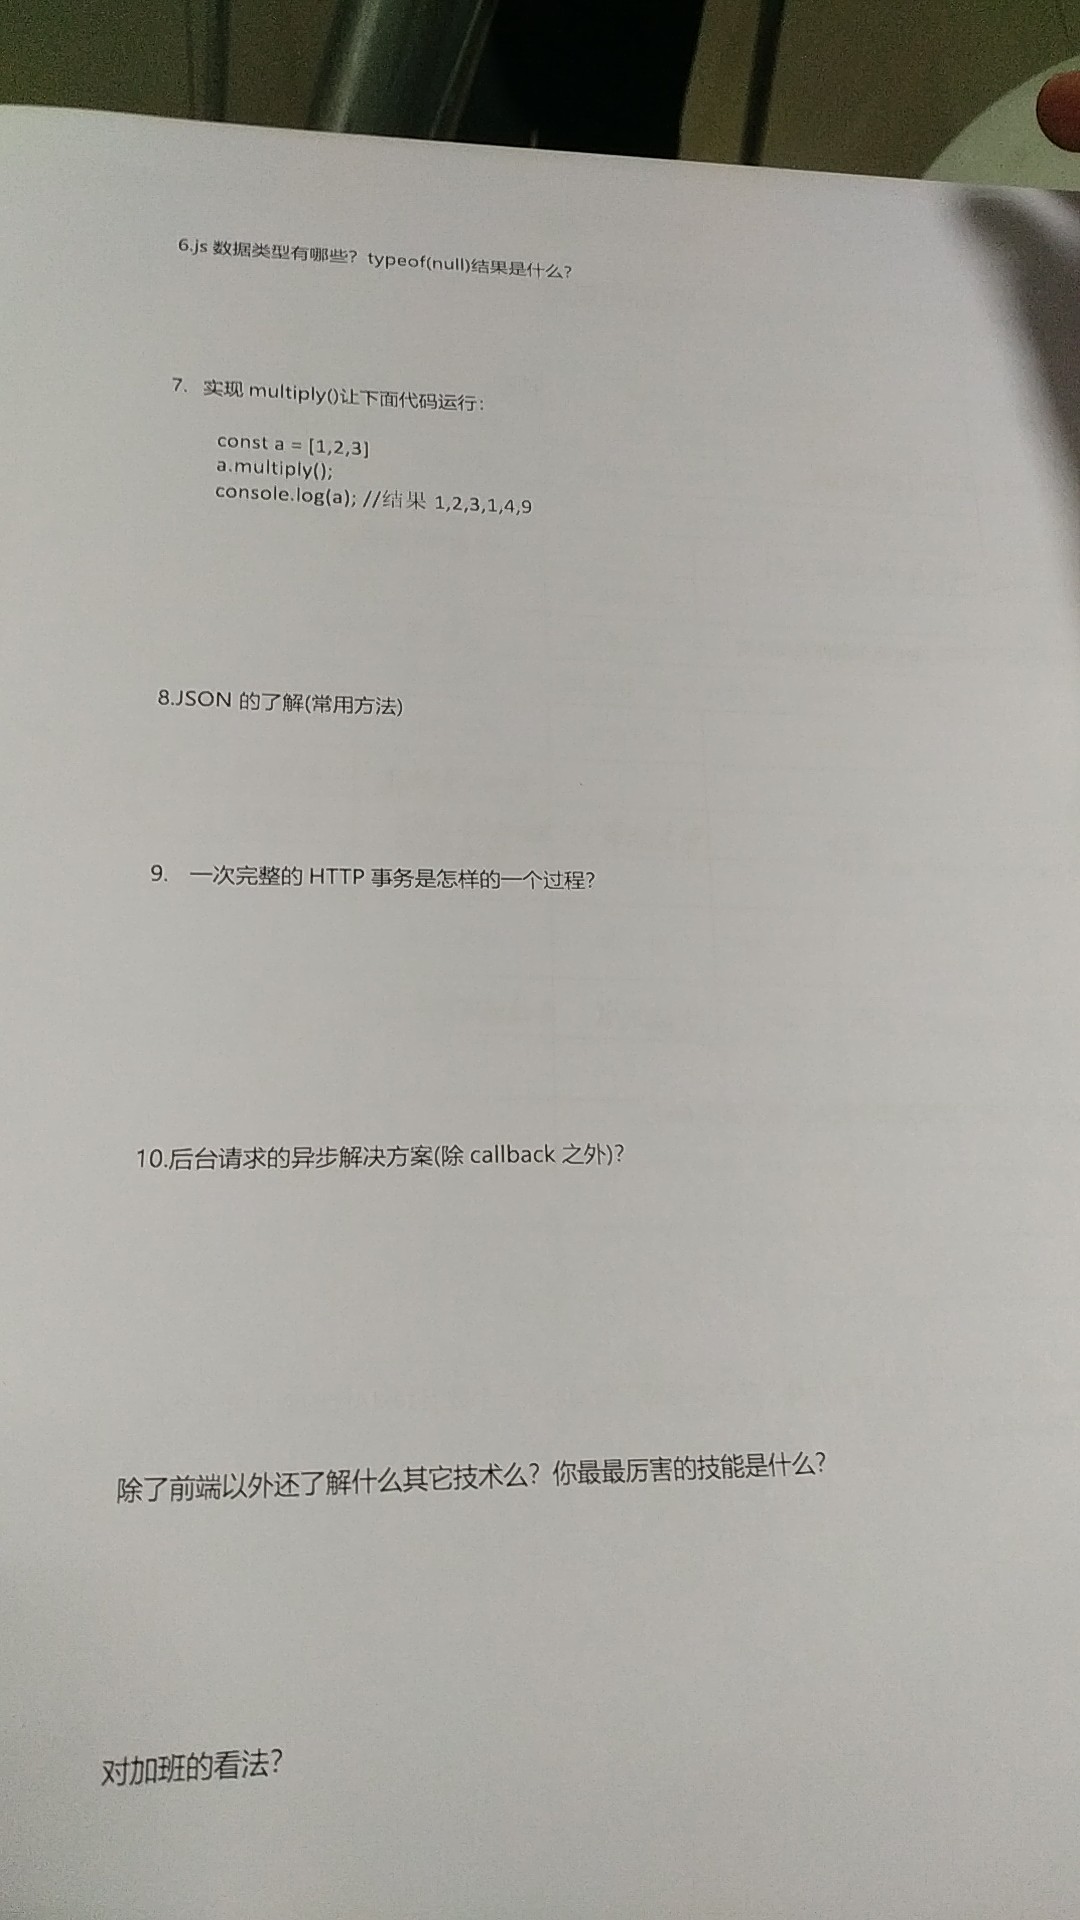 6.js 数据类型有哪些？typeof(null)结果是什么？
7. 实现 multiply()让下面代码运行：
const a = [1,2,3]
a.multiply();
console.log(a); //结果 1,2,3,1,4,9
8.JSON 的了解(常用方法)
9. 一次完整的 HTTP 事务是怎样的一个过程？
10.后台请求的异步解决方案(除 callback 之外)？
除了前端以外还了解什么其它技术么？你最最厉害的技能是什么？
对加班的看法？